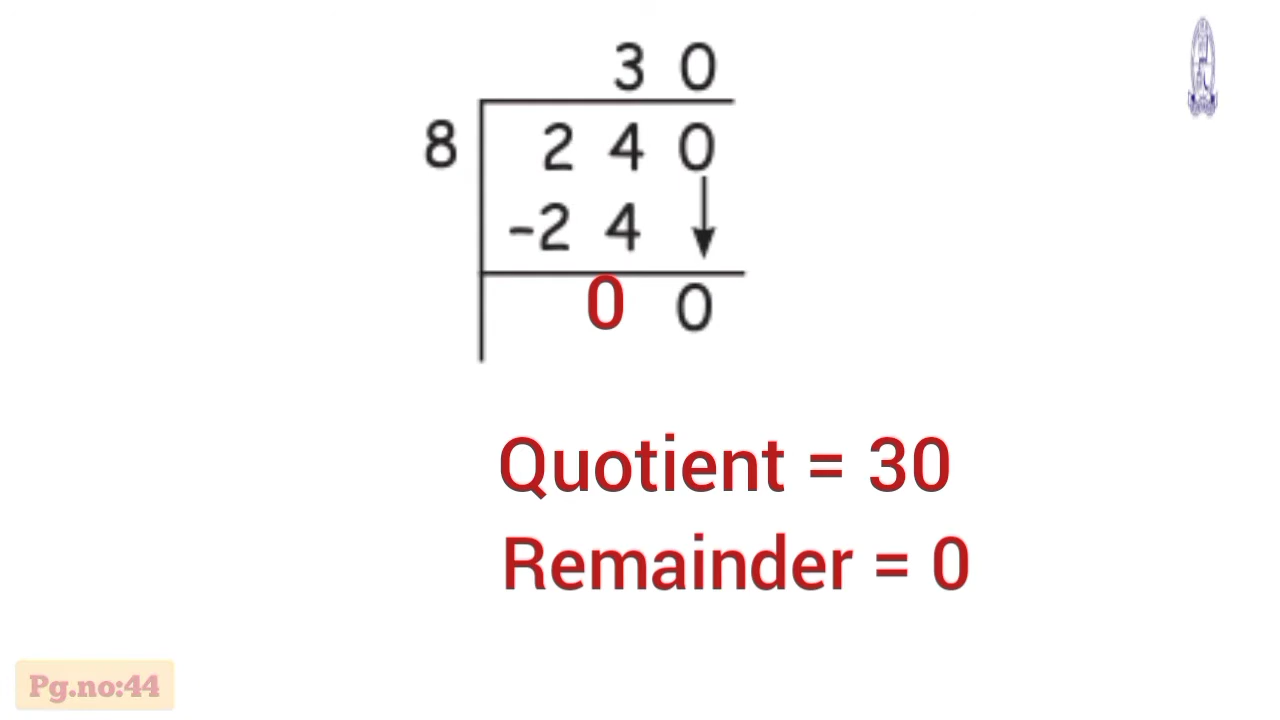 3 0
8 2 4 0
-2 4
0 0
Quotient = 30
Remainder = 0
Pg.no:44